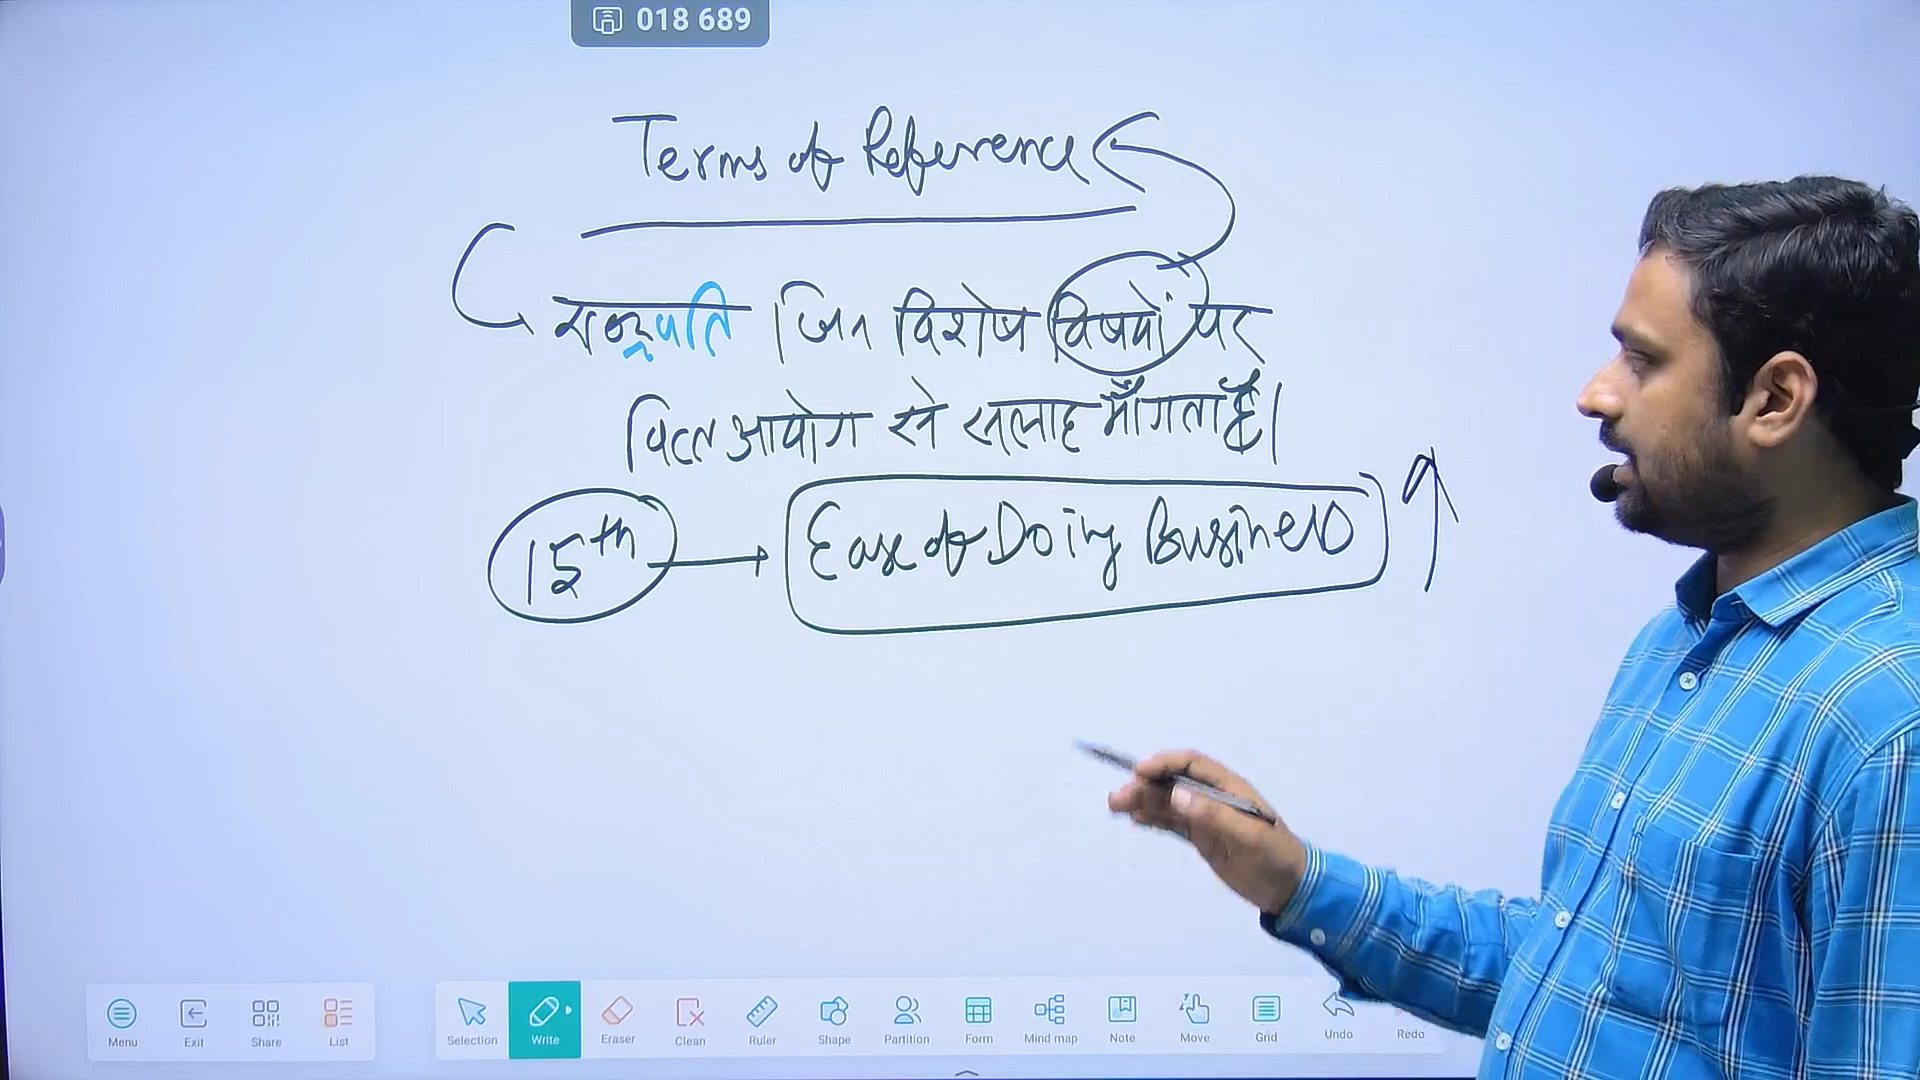 018 689
Terms of Reference
राष्ट्रपति जिन विशेष विषयों पर
वित्त आयोग से सलाह माँगता है।
15th → Ease of Doing Business ↑
Menu Exit Share List Selection Write Eraser Clean Ruler Shape Partition Form Mind map Note Move Grid Undo Redo